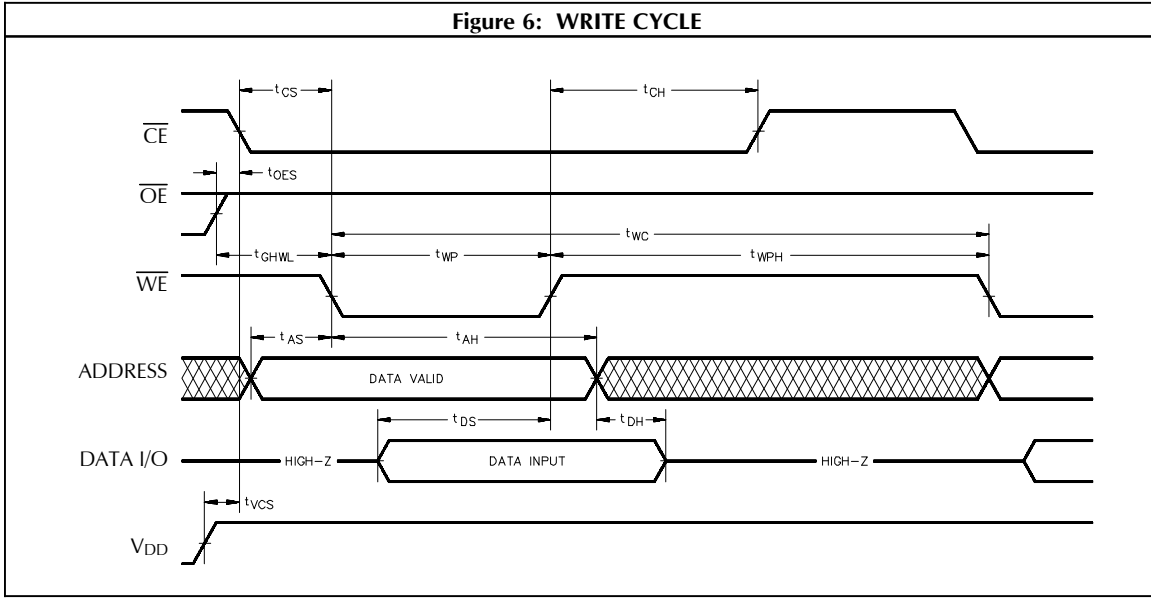 Figure 6: WRITE CYCLE
tCS
tCH
CE
tOES
OE
tWC
tGHWL
tWP
tWPH
WE
tAS
tAH
ADDRESS
DATA VALID
tDS
tDH
DATA I/O
HIGH-Z
DATA INPUT
HIGH-Z
tVCS
VDD